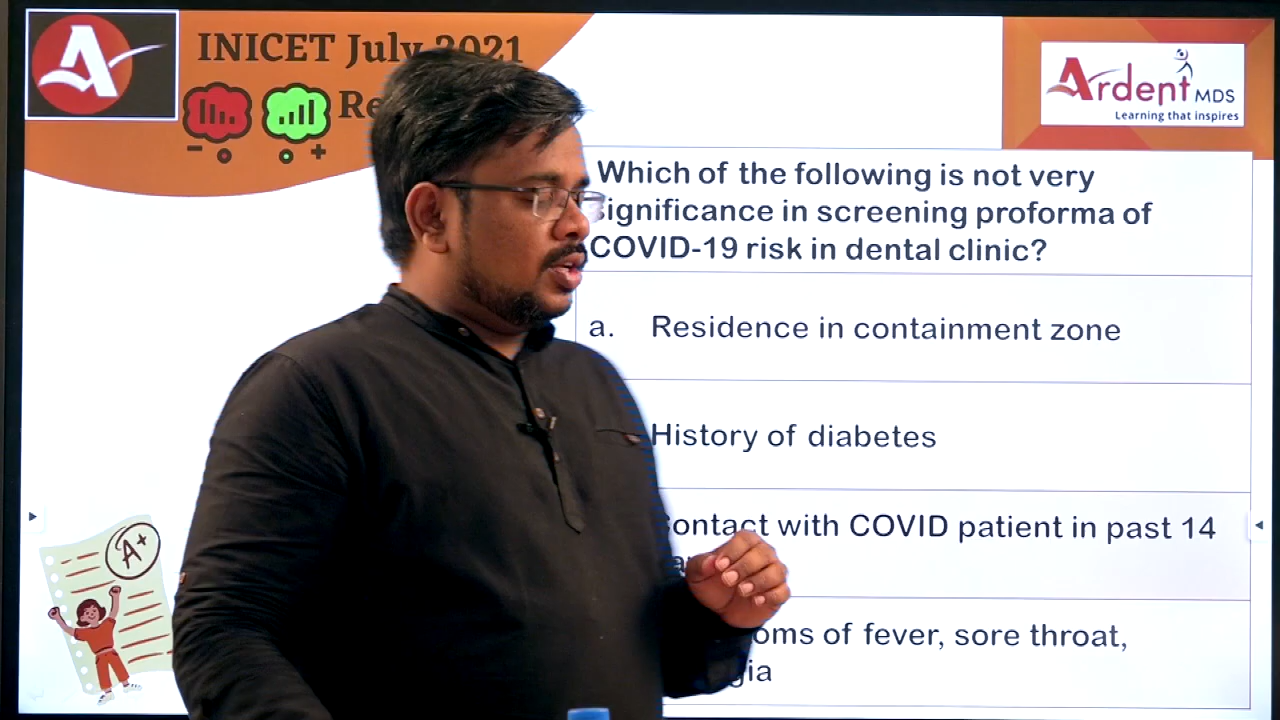 INICET July 2021
Ardent MDS
Learning that inspires
Which of the following is not very
significance in screening proforma of
COVID-19 risk in dental clinic?
a. Residence in containment zone
History of diabetes
Contact with COVID patient in past 14
oms of fever, sore throat,
gia
A+